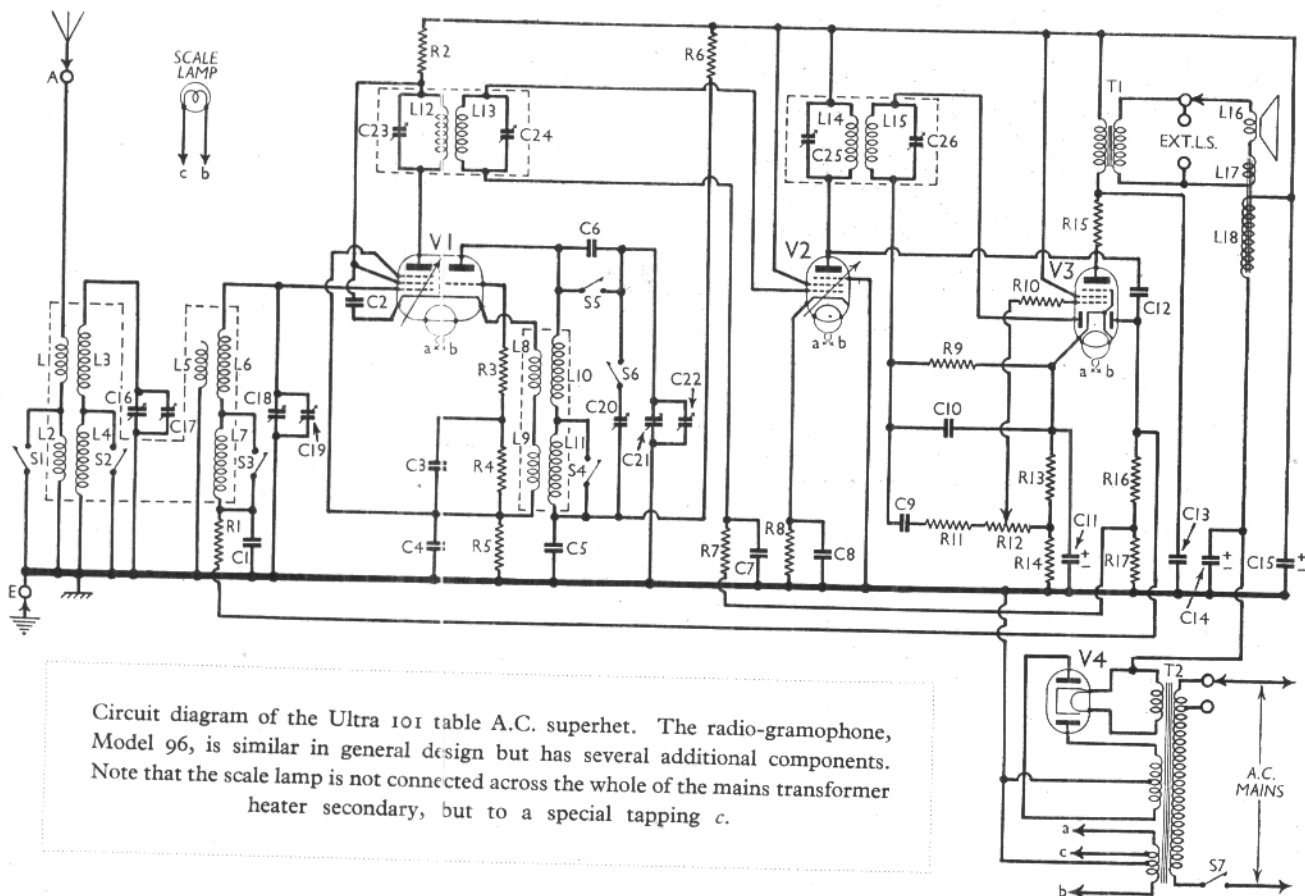 SCALE
LAMP
A
c b
R2
R6
L12 L13
C23 C24
L14 L15
C25 C26
T1
L16
EXT.L.S.
L17
L18
R15
V1
C6
S5
V2
V3
R10
C12
C2
a b
a b
a b
L1 L3
L5 L6
R3
L8
L10
S6
C20
C22
C21
R9
C16
C17
C18
C19
C10
L2 L4
S1 S2
L7
S3
C3
R4
L9
L11
S4
R13
R16
C9
R11
R12
C11
C13
R1
C1
C4
R5
C5
R7
C7
R8
C8
R14
R17
C14
C15
E
V4
T2
A.C.
MAINS
a
c
b
S7
Circuit diagram of the Ultra 101 table A.C. superhet. The radio-gramophone,
Model 96, is similar in general design but has several additional components.
Note that the scale lamp is not connected across the whole of the mains transformer
heater secondary, but to a special tapping c.